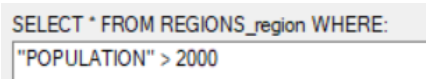 SELECT * FROM REGIONS_region WHERE:
"POPULATION" > 2000